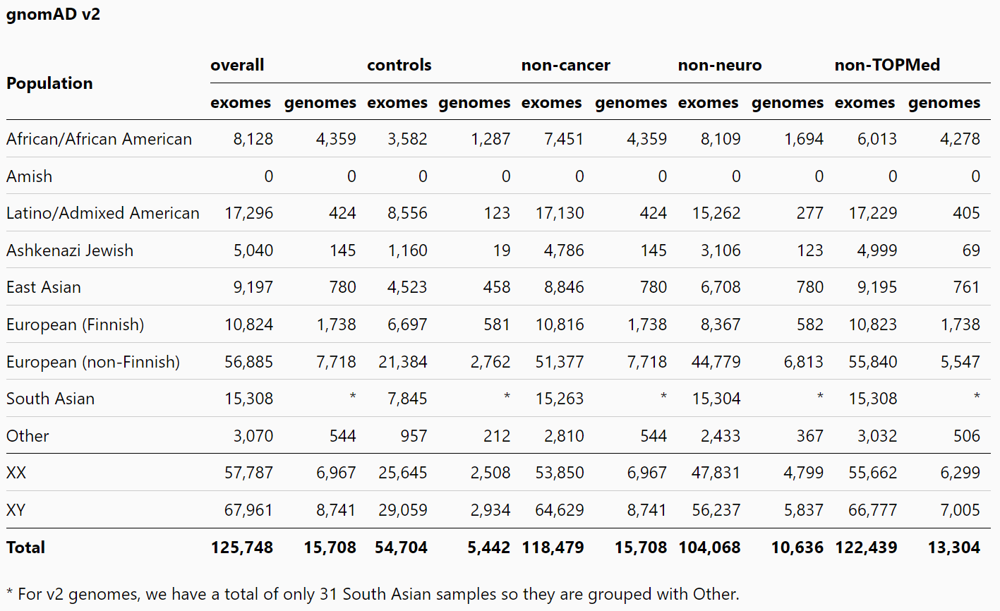 gnomAD v2
Population overall controls non-cancer non-neuro non-TOPMed
exomes genomes exomes genomes exomes genomes exomes genomes exomes genomes
African/African American 8,128 4,359 3,582 1,287 7,451 4,359 8,109 1,694 6,013 4,278
Amish 0 0 0 0 0 0 0 0 0 0
Latino/Admixed American 17,296 424 8,556 123 17,130 424 15,262 277 17,229 405
Ashkenazi Jewish 5,040 145 1,160 19 4,786 145 3,106 123 4,999 69
East Asian 9,197 780 4,523 458 8,846 780 6,708 780 9,195 761
European (Finnish) 10,824 1,738 6,697 581 10,816 1,738 8,367 582 10,823 1,738
European (non-Finnish) 56,885 7,718 21,384 2,762 51,377 7,718 44,779 6,813 55,840 5,547
South Asian 15,308 * 7,845 * 15,263 * 15,304 * 15,308 *
Other 3,070 544 957 212 2,810 544 2,433 367 3,032 506
XX 57,787 6,967 25,645 2,508 53,850 6,967 47,831 4,799 55,662 6,299
XY 67,961 8,741 29,059 2,934 64,629 8,741 56,237 5,837 66,777 7,005
Total 125,748 15,708 54,704 5,442 118,479 15,708 104,068 10,636 122,439 13,304
* For v2 genomes, we have a total of only 31 South Asian samples so they are grouped with Other.